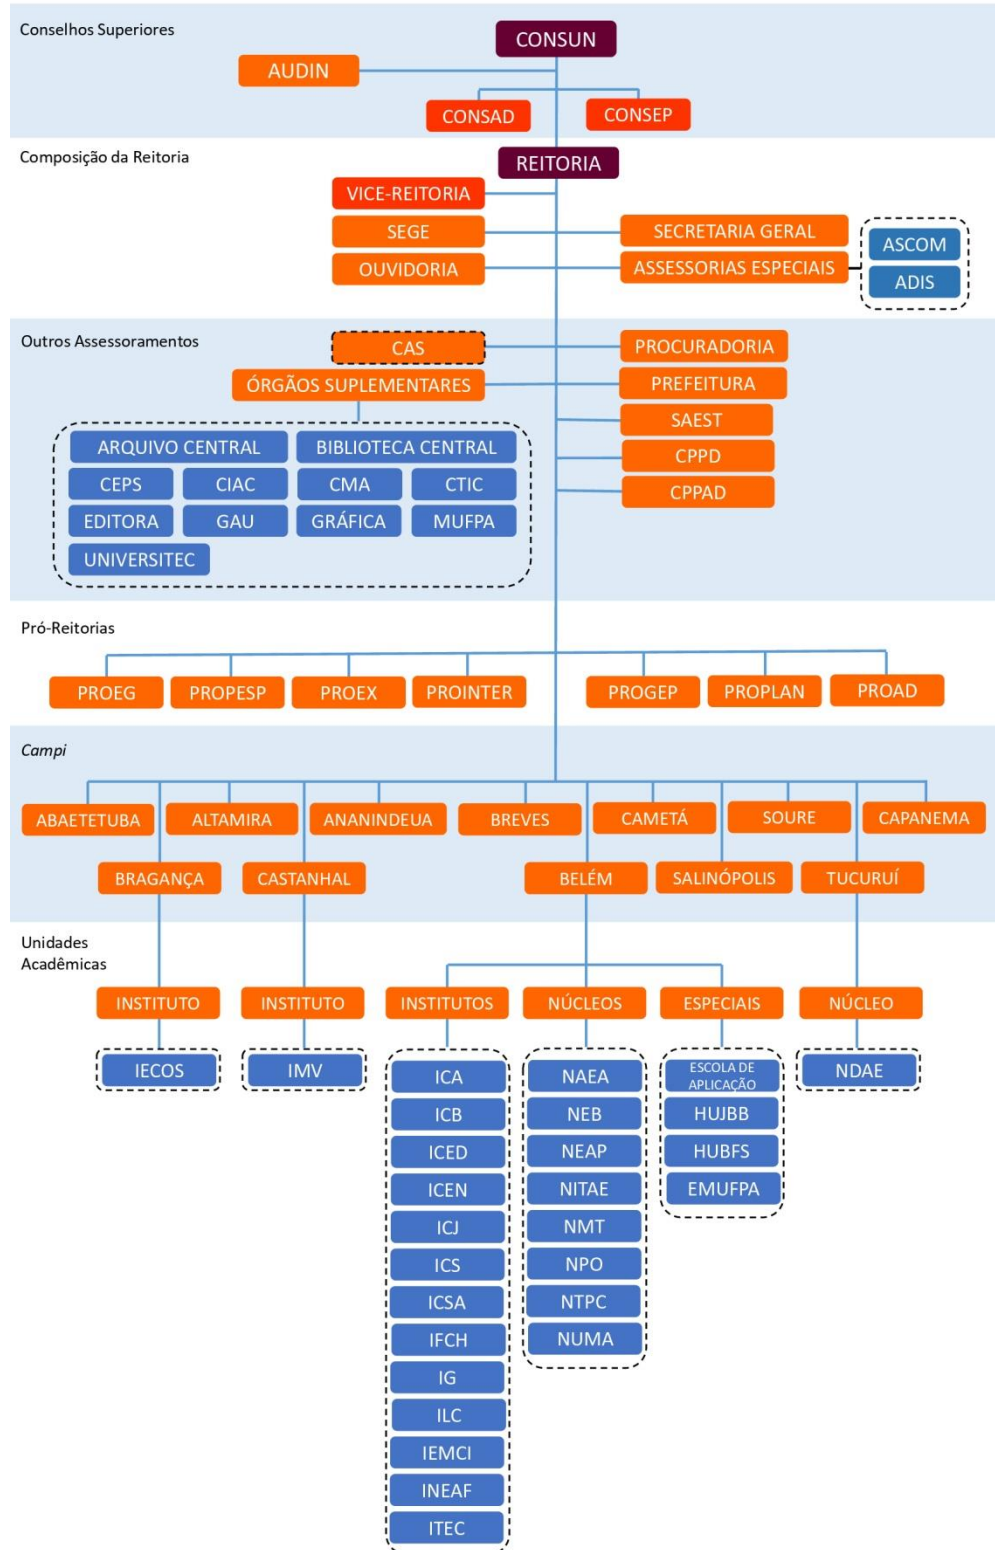 Conselhos Superiores
CONSUN
AUDIN
CONSAD
CONSEP
Composição da Reitoria
REITORIA
VICE-REITORIA
SEGE
SECRETARIA GERAL
OUVIDORIA
ASSESSORIAS ESPECIAIS
ASCOM
ADIS
Outros Assessoramentos
CAS
PROCURADORIA
ÓRGÃOS SUPLEMENTARES
PREFEITURA
SAEST
CPPD
CPPAD
ARQUIVO CENTRAL
BIBLIOTECA CENTRAL
CEPS
CIAC
CMA
CTIC
EDITORA
GAU
GRÁFICA
MUFPA
UNIVERSITEC
Pró-Reitorias
PROEG
PROPESP
PROEX
PROINTER
PROGEP
PROPLAN
PROAD
Campi
ABAETETUBA
ALTAMIRA
ANANINDEUA
BREVES
CAMETÁ
SOURE
CAPANEMA
BRAGANÇA
CASTANHAL
BELÉM
SALINÓPOLIS
TUCURUÍ
Unidades
Acadêmicas
INSTITUTO
INSTITUTO
INSTITUTOS
NÚCLEOS
ESPECIAIS
NÚCLEO
IECOS
IMV
ICA
ICB
ICED
ICEN
ICJ
ICS
ICSA
IFCH
IG
ILC
IEMCI
INEAF
ITEC
NAEA
NEB
NEAP
NITAE
NMT
NPO
NTPC
NUMA
ESCOLA DE
APLICAÇÃO
HUJBB
HUBFS
EMUFPA
NDAE